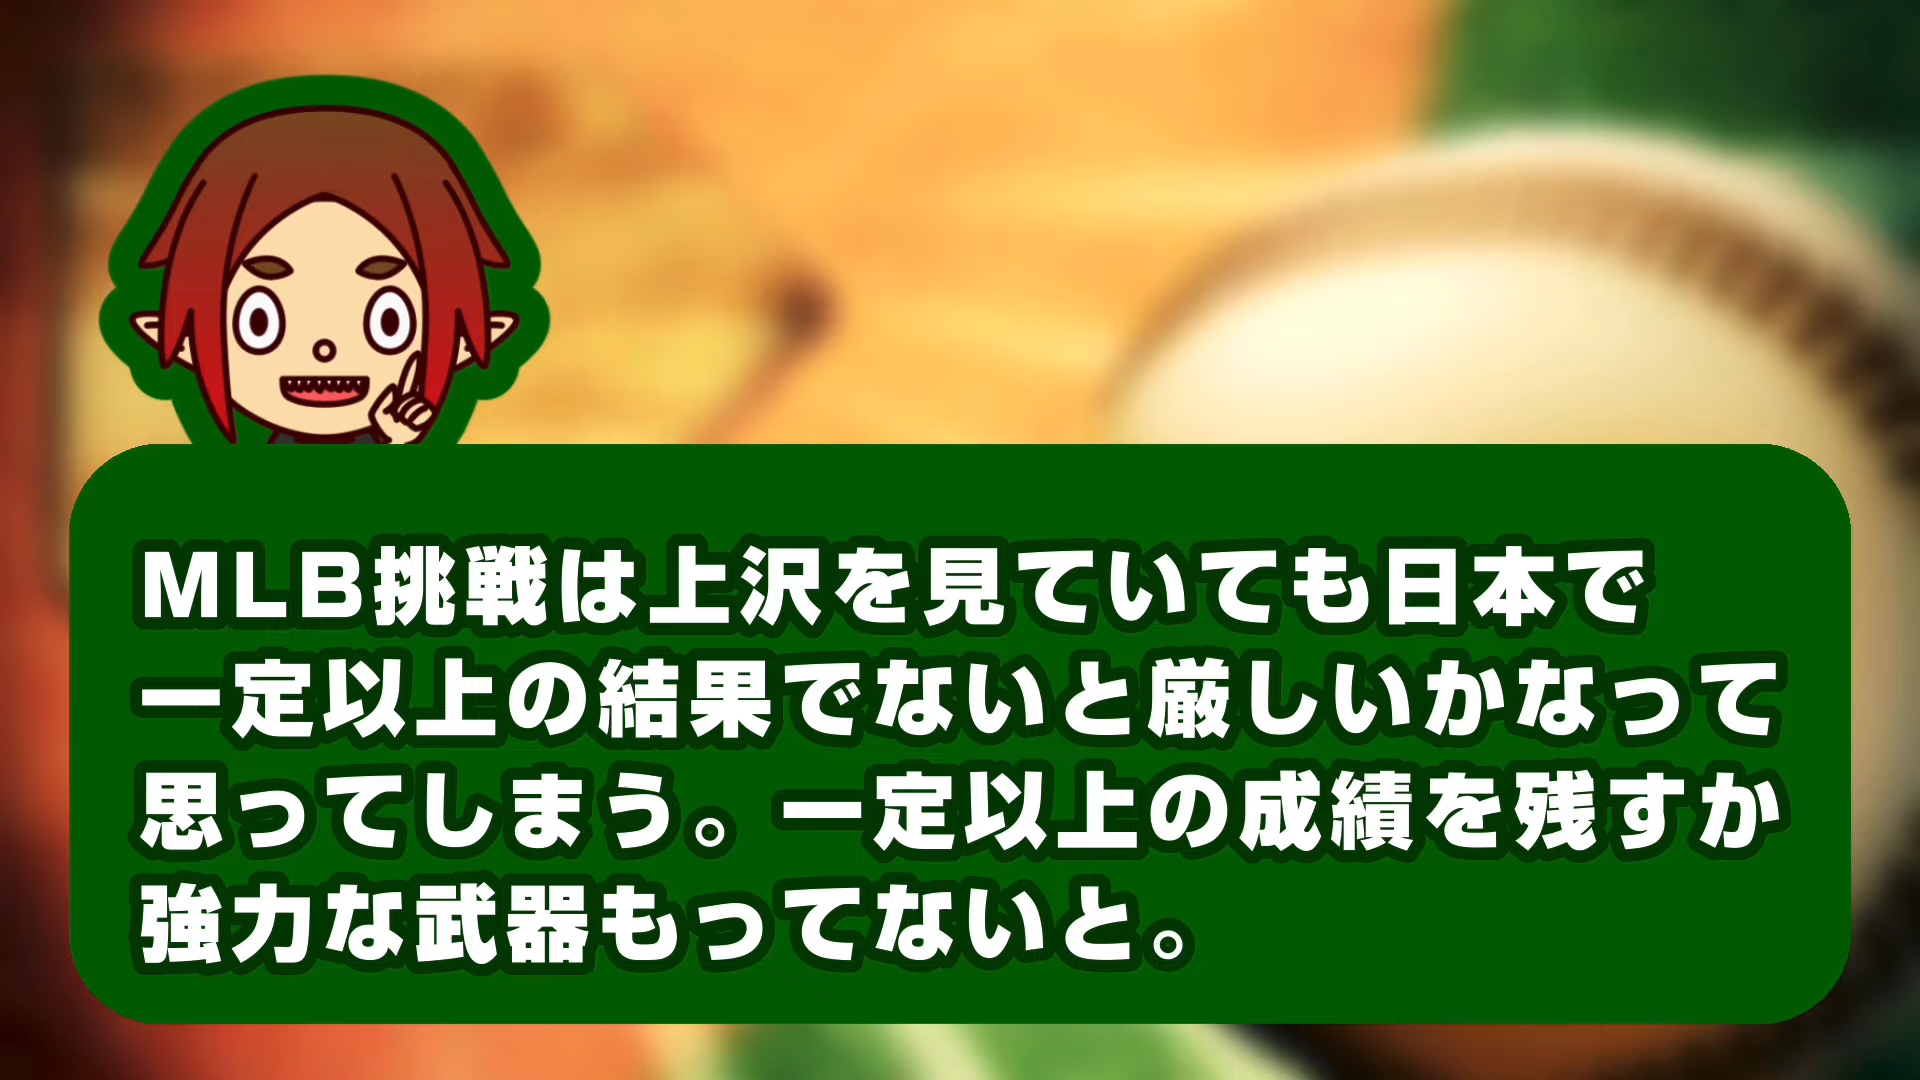 MLB挑戦は上沢を見ていても日本で
一定以上の結果でないと厳しいかなって
思ってしまう。一定以上の成績を残すか
強力な武器もってないと。